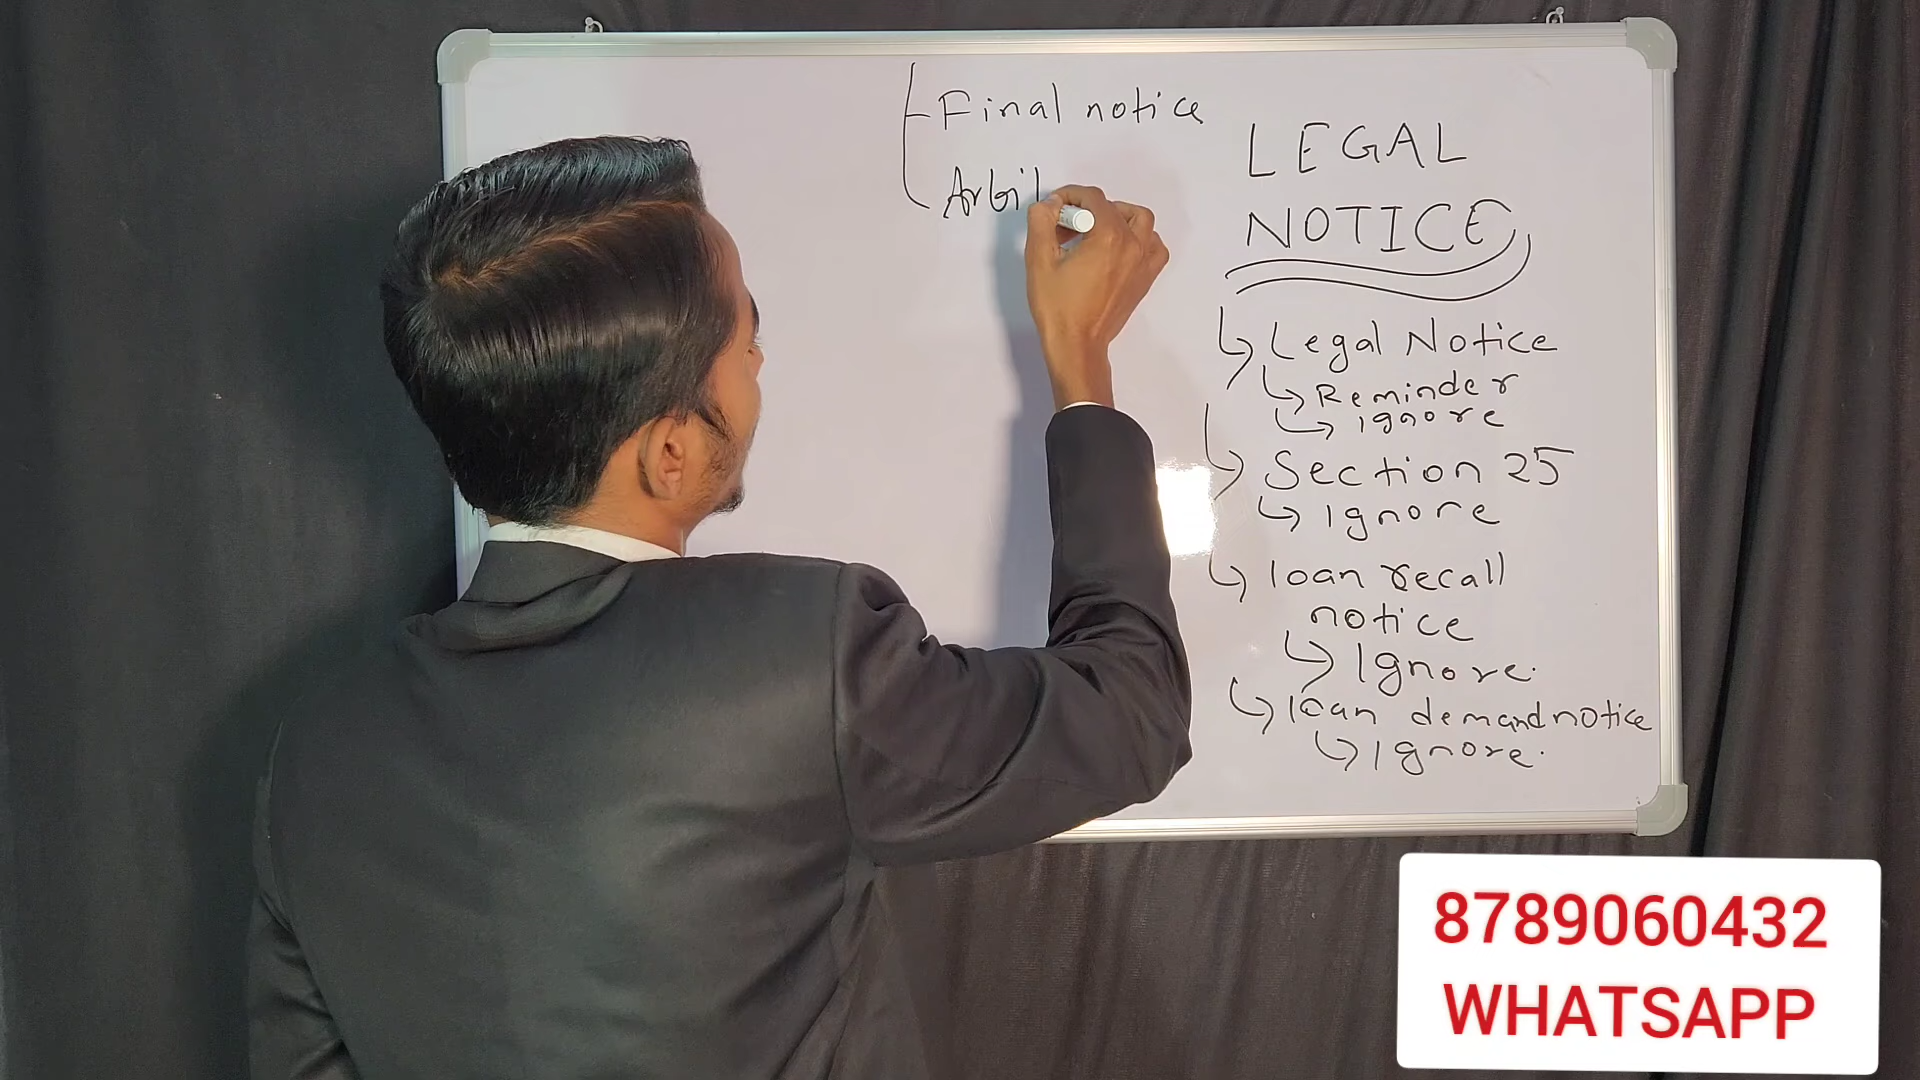 Final notice
Arbit
LEGAL
NOTICE
Legal Notice
Reminder
ignore
Section 25
Ignore
loan recall
notice
Ignore.
loan demand notice
Ignore.
8789060432
WHATSAPP